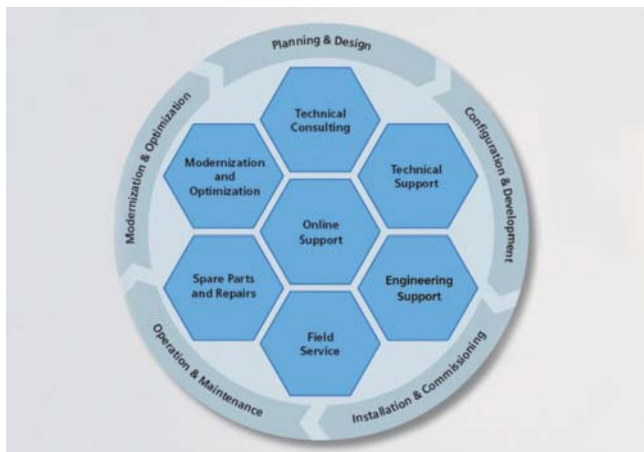 Planning & Design
Configuration & Development
Installation & Commissioning
Operation & Maintenance
Modernization & Optimization
Technical
Consulting
Modernization
and
Optimization
Technical
Support
Online
Support
Spare Parts
and Repairs
Engineering
Support
Field
Service